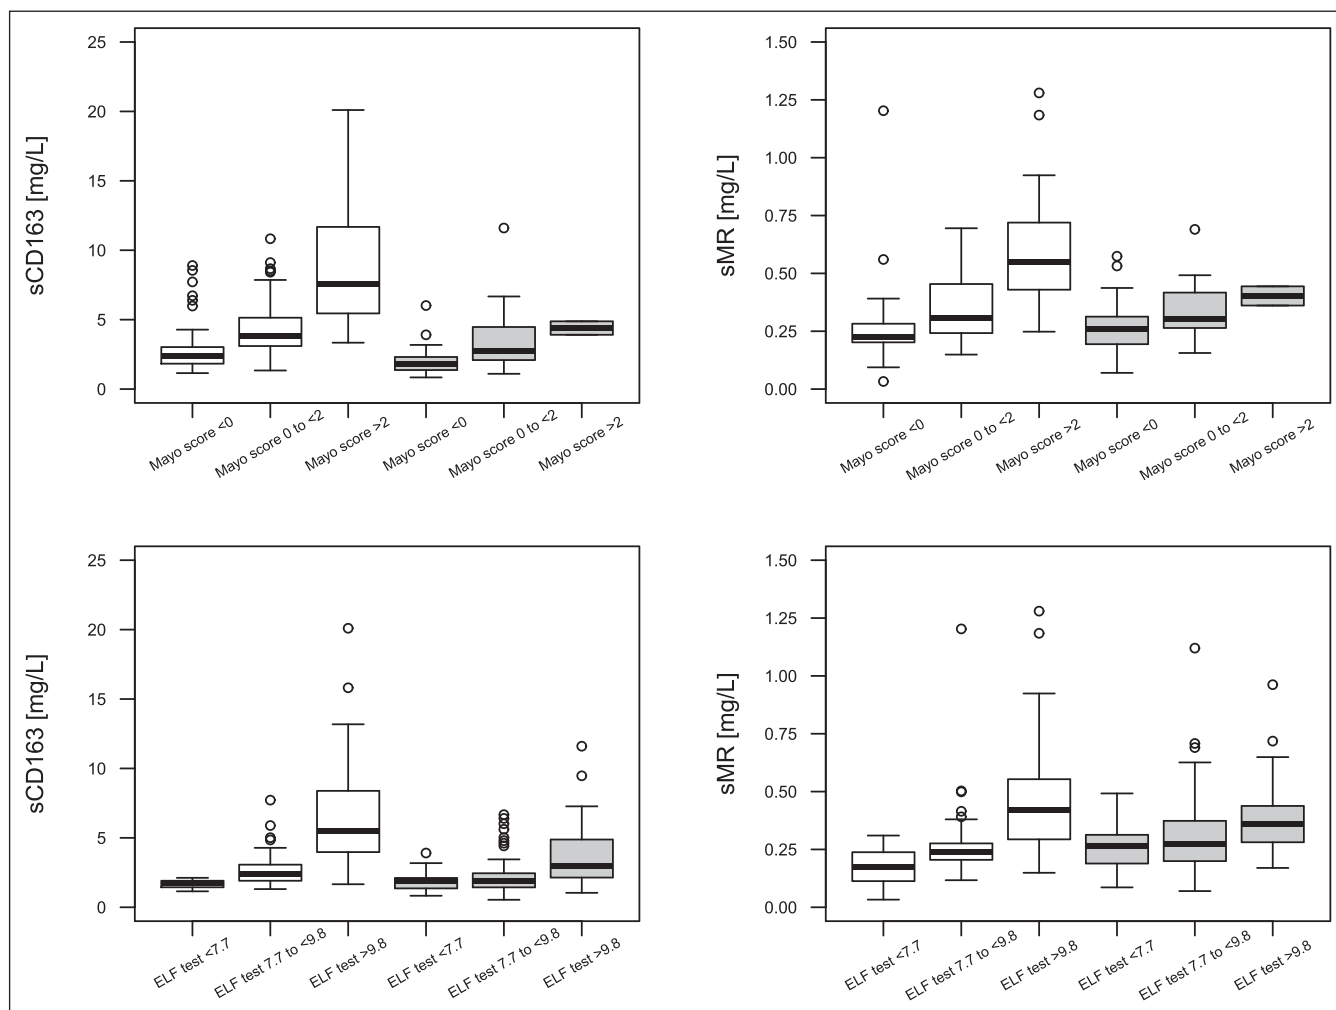 25
20
15
10
5
0
sCD163 [mg/L]
Mayo score <0
Mayo score 0 to <2
Mayo score >2
Mayo score <0
Mayo score 0 to <2
Mayo score >2
1.50
1.25
1.00
0.75
0.50
0.25
0.00
sMR [mg/L]
Mayo score <0
Mayo score 0 to <2
Mayo score >2
Mayo score <0
Mayo score 0 to <2
Mayo score >2
25
20
15
10
5
0
sCD163 [mg/L]
ELF test <7.7
ELF test 7.7 to <9.8
ELF test >9.8
ELF test <7.7
ELF test 7.7 to <9.8
ELF test >9.8
1.50
1.25
1.00
0.75
0.50
0.25
0.00
sMR [mg/L]
ELF test <7.7
ELF test 7.7 to <9.8
ELF test >9.8
ELF test <7.7
ELF test 7.7 to <9.8
ELF test >9.8